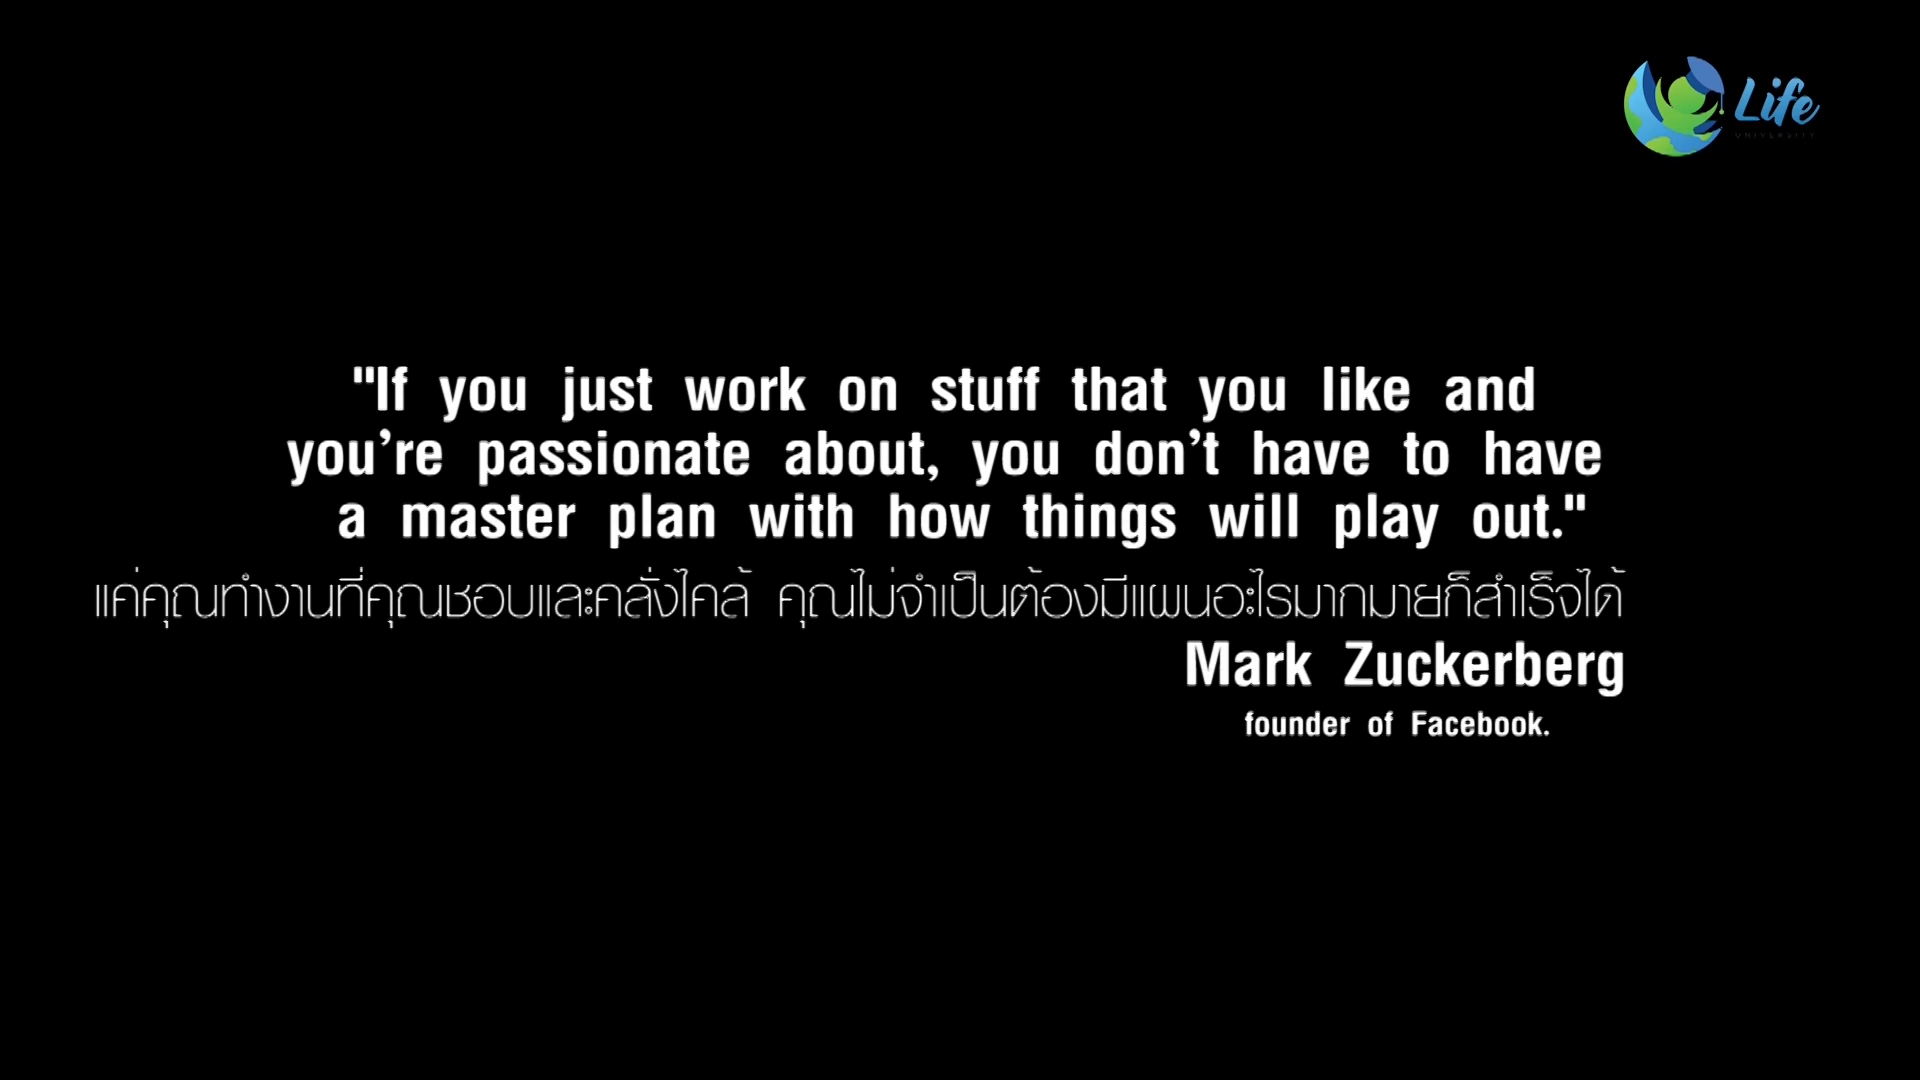 Life
UNIVERSITY
"If you just work on stuff that you like and
you’re passionate about, you don’t have to have
a master plan with how things will play out."
แค่คุณทำงานที่คุณชอบและคลั่งไคล้ คุณไม่จำเป็นต้องมีแผนอะไรมากมายก็สำเร็จได้
Mark Zuckerberg
founder of Facebook.